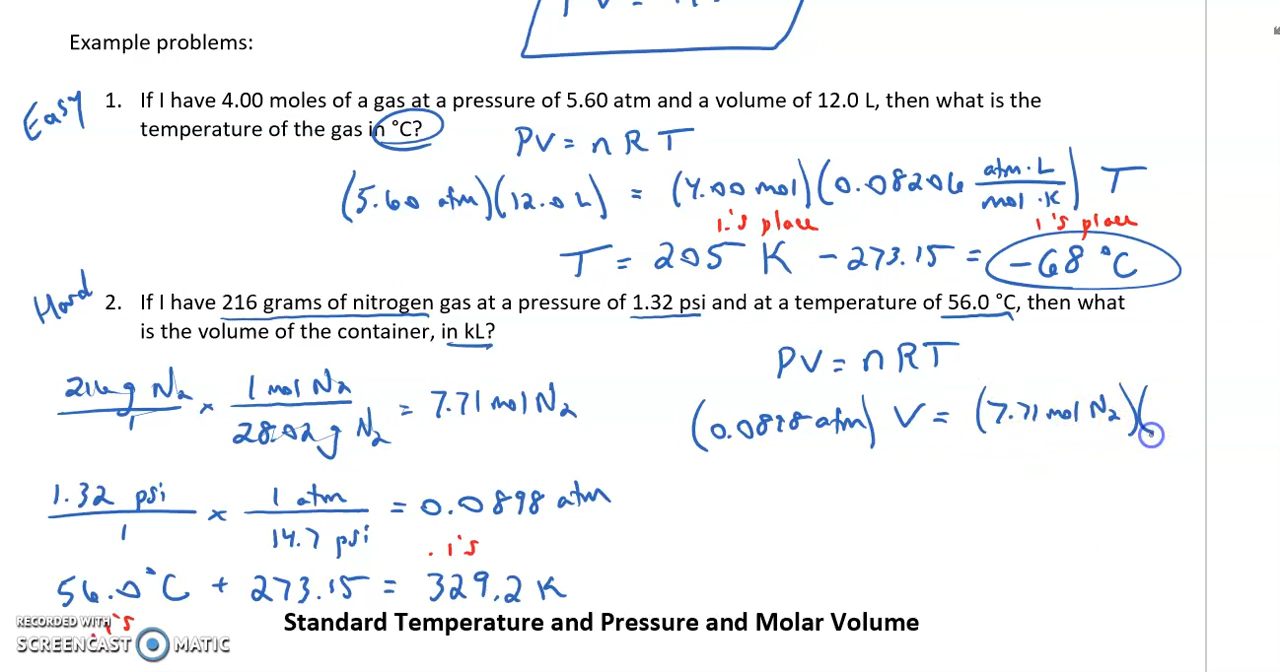 Example problems:
Easy
1. If I have 4.00 moles of a gas at a pressure of 5.60 atm and a volume of 12.0 L, then what is the
temperature of the gas in °C?
PV = nRT
(5.60 atm)(12.0 L) = (4.00 mol)(0.08206 atm·L / mol·K) T
1's place 1's place
T = 205 K - 273.15 = -68 °C
Hard
2. If I have 216 grams of nitrogen gas at a pressure of 1.32 psi and at a temperature of 56.0 °C, then what
is the volume of the container, in kL?
PV = nRT
216 g N₂ / 1 × 1 mol N₂ / 28.02 g N₂ = 7.71 mol N₂
(0.0898 atm) V = (7.71 mol N₂)(
1.32 psi / 1 × 1 atm / 14.7 psi = 0.0898 atm
.1's
56.0 °C + 273.15 = 329.2 K
.1's
Standard Temperature and Pressure and Molar Volume
RECORDED WITH
SCREENCAST MATIC